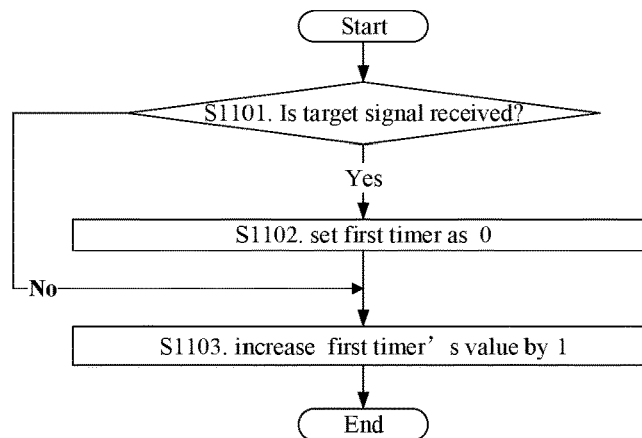 Start
S1101. Is target signal received?
Yes
S1102. set first timer as 0
No
S1103. increase first timer’s value by 1
End